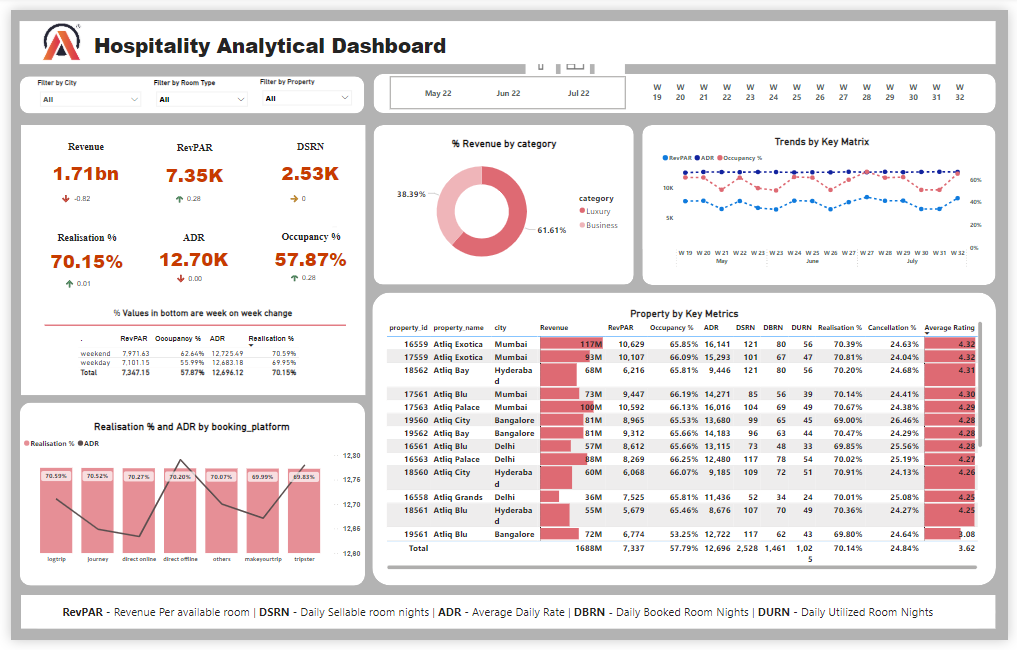 Hospitality Analytical Dashboard
Filter by City
All
Filter by Room Type
All
Filter by Property
All
May 22 Jun 22 Jul 22
W 19 W 20 W 21 W 22 W 23 W 24 W 25 W 26 W 27 W 28 W 29 W 30 W 31 W 32
Revenue RevPAR DSRN
1.71bn 7.35K 2.53K
-0.82 0.28 0
Realisation % ADR Occupancy %
70.15% 12.70K 57.87%
0.01 0.00 0.28
% Values in bottom are week on week change
. RevPAR Occupancy % ADR Realisation %
weekend 7,971.63 62.64% 12,725.49 70.59%
weekday 7,101.15 55.99% 12,683.18 69.95%
Total 7,347.15 57.87% 12,696.12 70.15%
% Revenue by category
38.39%
61.61%
category
Luxury
Business
Trends by Key Matrix
RevPAR ADR Occupancy %
10K
5K
60%
40%
20%
0%
W 19 W 20 W 21 W 22 W 23 W 23 W 24 W 25 W 26 W 27 W 27 W 28 W 29 W 30 W 31 W 32
May June July
Realisation % and ADR by booking_platform
Realisation % ADR
70.59% 70.52% 70.27% 70.20% 70.07% 69.99% 69.83%
12,80
12,76
12,70
12,66
12,60
logtrip journey direct online direct offline others makeyourtrip tripster
Property by Key Metrics
property_id property_name city Revenue RevPAR Occupancy % ADR DSRN DBRN DURN Realisation % Cancellation % Average Rating
16559 Atliq Exotica Mumbai 117M 10,629 65.85% 16,141 121 80 56 70.39% 24.63% 4.32
17559 Atliq Exotica Mumbai 93M 10,107 66.09% 15,293 101 67 47 70.81% 24.04% 4.32
18562 Atliq Bay Hyderaba
d 68M 6,216 65.81% 9,446 121 80 56 70.20% 24.68% 4.31
17561 Atliq Blu Mumbai 73M 9,447 66.19% 14,271 85 56 39 70.14% 24.41% 4.30
17563 Atliq Palace Mumbai 100M 10,592 66.13% 16,016 104 69 49 70.67% 24.38% 4.29
19560 Atliq City Bangalore 81M 8,965 65.53% 13,680 99 65 45 69.00% 26.46% 4.28
19562 Atliq Bay Bangalore 81M 9,312 65.66% 14,183 96 63 44 70.47% 24.29% 4.28
16561 Atliq Blu Delhi 57M 8,612 65.66% 13,115 73 48 33 69.85% 25.56% 4.28
16563 Atliq Palace Delhi 88M 8,269 66.25% 12,480 117 78 54 70.02% 25.19% 4.27
18560 Atliq City Hyderaba
d 60M 6,068 66.07% 9,185 109 72 51 70.91% 24.13% 4.26
16558 Atliq Grands Delhi 36M 7,525 65.81% 11,436 52 34 24 70.01% 25.08% 4.25
18561 Atliq Blu Hyderaba
d 55M 5,679 65.46% 8,676 107 70 49 70.36% 24.27% 4.25
19561 Atliq Blu Bangalore 72M 6,774 53.25% 12,722 117 62 43 69.80% 24.64% 3.08
Total 1688M 7,337 57.79% 12,696 2,528 1,461 1,02
5 70.14% 24.84% 3.62
RevPAR - Revenue Per available room | DSRN - Daily Sellable room nights | ADR - Average Daily Rate | DBRN - Daily Booked Room Nights | DURN - Daily Utilized Room Nights